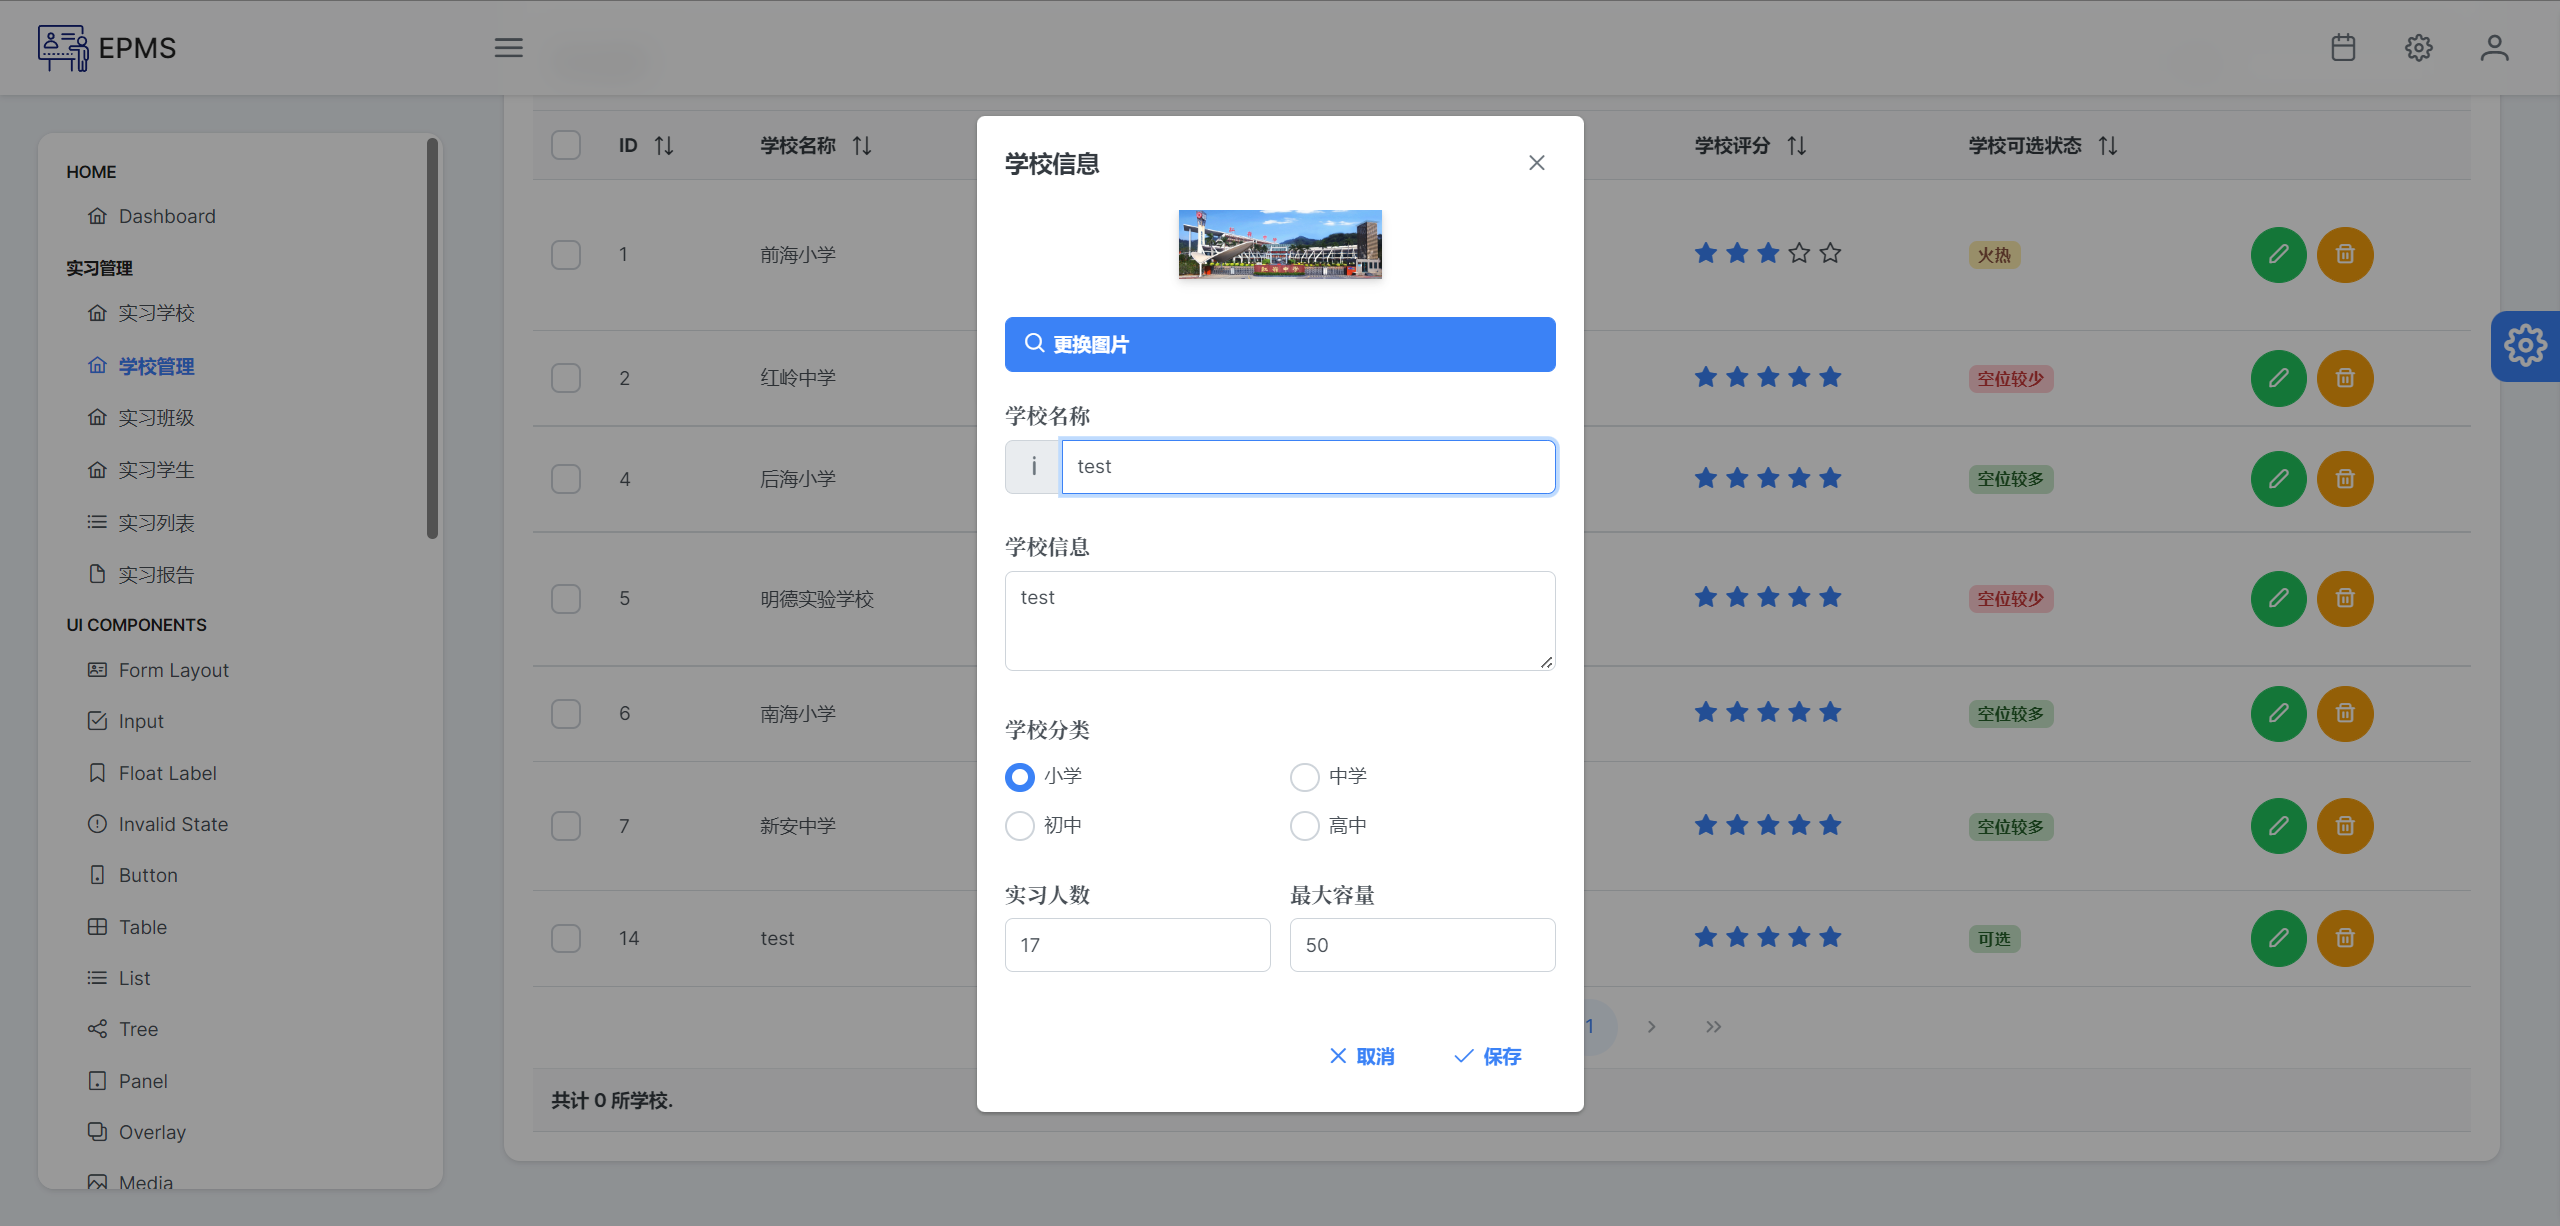 EPMS
HOME
Dashboard
实习管理
实习学校
学校管理
实习班级
实习学生
实习列表
实习报告
UI COMPONENTS
Form Layout
Input
Float Label
Invalid State
Button
Table
List
Tree
Panel
Overlay
Media
ID 学校名称 学校评分 学校可选状态
1 前海小学 火热
2 红岭中学 空位较少
4 后海小学 空位较多
5 明德实验学校 空位较少
6 南海小学 空位较多
7 新安中学 空位较多
14 test 可选
1
共计 0 所学校.
学校信息
更换图片
学校名称
test
学校信息
test
学校分类
小学 中学
初中 高中
实习人数 最大容量
17 50
取消 保存